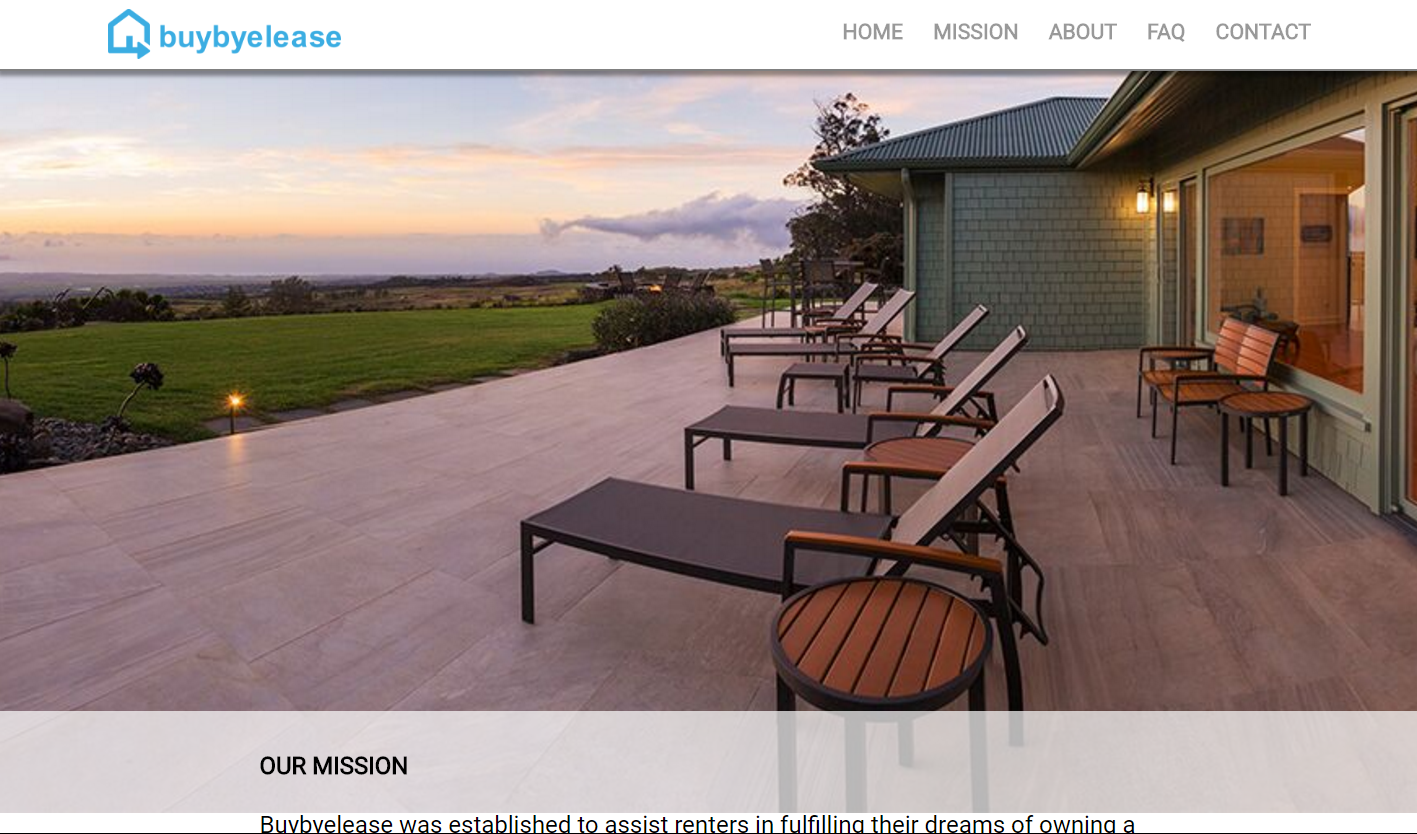 buybyelease
HOME MISSION ABOUT FAQ CONTACT
OUR MISSION
Buybyelease was established to assist renters in fulfilling their dreams of owning a